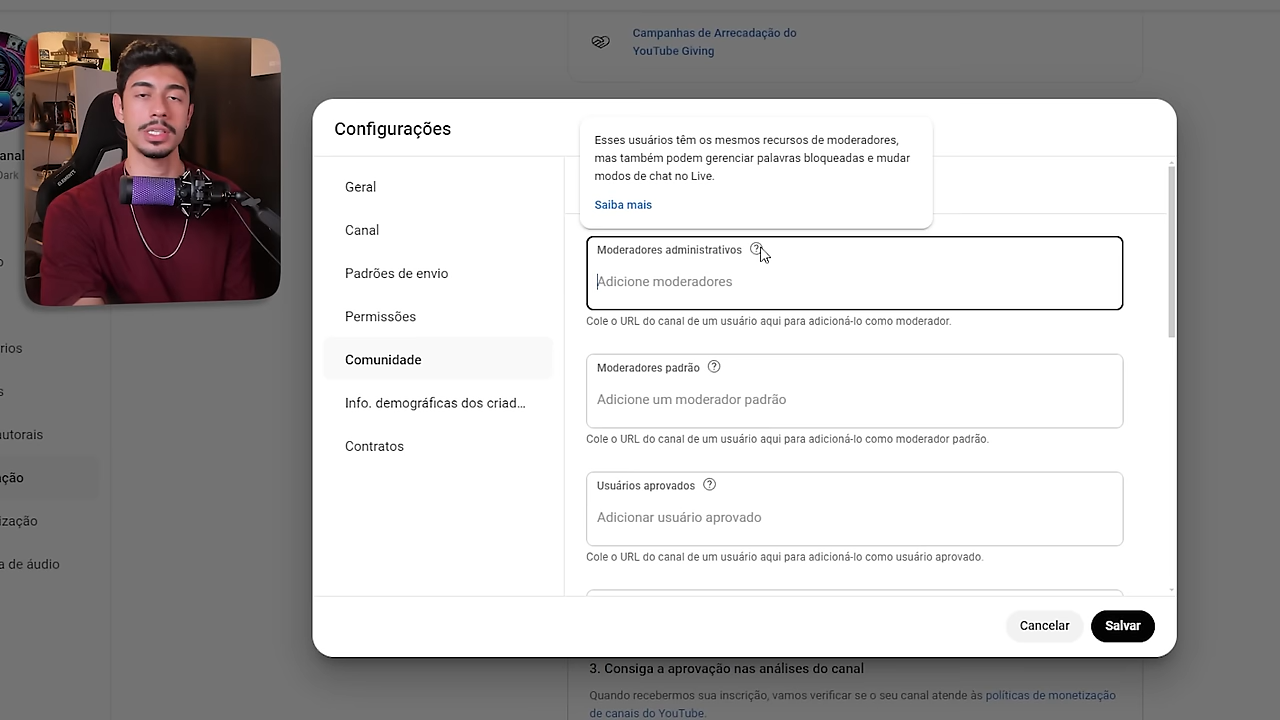 Campanhas de Arrecadação do
YouTube Giving
Configurações
Esses usuários têm os mesmos recursos de moderadores,
mas também podem gerenciar palavras bloqueadas e mudar
modos de chat no Live.
Saiba mais
anal
Dark
Geral
Canal
Padrões de envio
Permissões
Comunidade
Info. demográficas dos criad...
Contratos
Moderadores administrativos
Adicione moderadores
Cole o URL do canal de um usuário aqui para adicioná-lo como moderador.
Moderadores padrão
Adicione um moderador padrão
Cole o URL do canal de um usuário aqui para adicioná-lo como moderador padrão.
Usuários aprovados
Adicionar usuário aprovado
Cole o URL do canal de um usuário aqui para adicioná-lo como usuário aprovado.
o
rios
s
utorais
ção
ização
a de áudio
Cancelar
Salvar
3. Consiga a aprovação nas análises do canal
Quando recebermos sua inscrição, vamos verificar se o seu canal atende às políticas de monetização
de canais do YouTube.